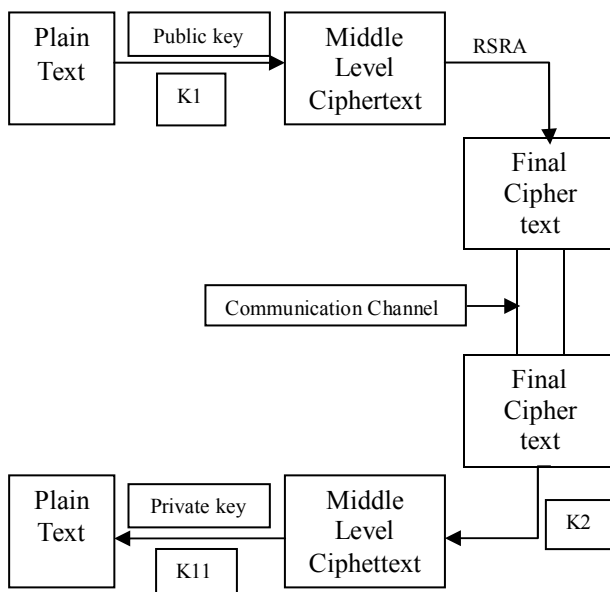 Plain
Text
Public key
K1
Middle
Level
Ciphertext
RSRA
Final
Cipher
text
Communication Channel
Final
Cipher
text
Plain
Text
Private key
K11
Middle
Level
Ciphettext
K2